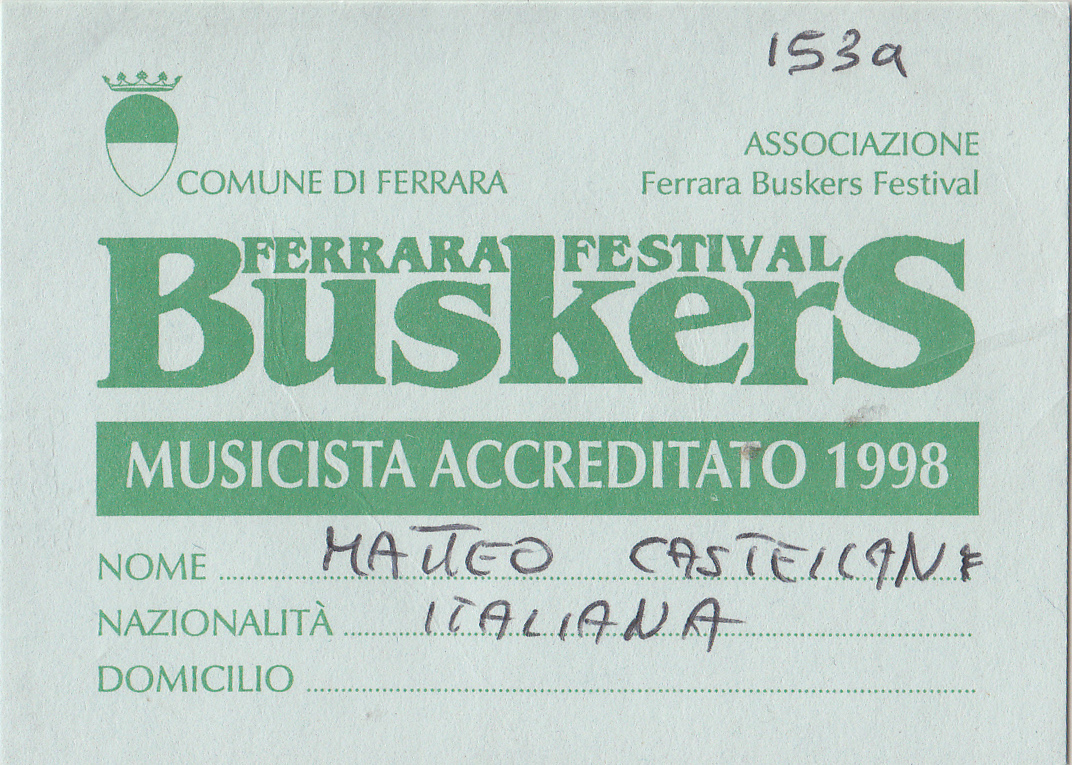 153a
COMUNE DI FERRARA
ASSOCIAZIONE
Ferrara Buskers Festival
FERRARA FESTIVAL
BuskerS
MUSICISTA ACCREDITATO 1998
NOME MATTEO
NAZIONALITÀ ITALIANA
DOMICILIO